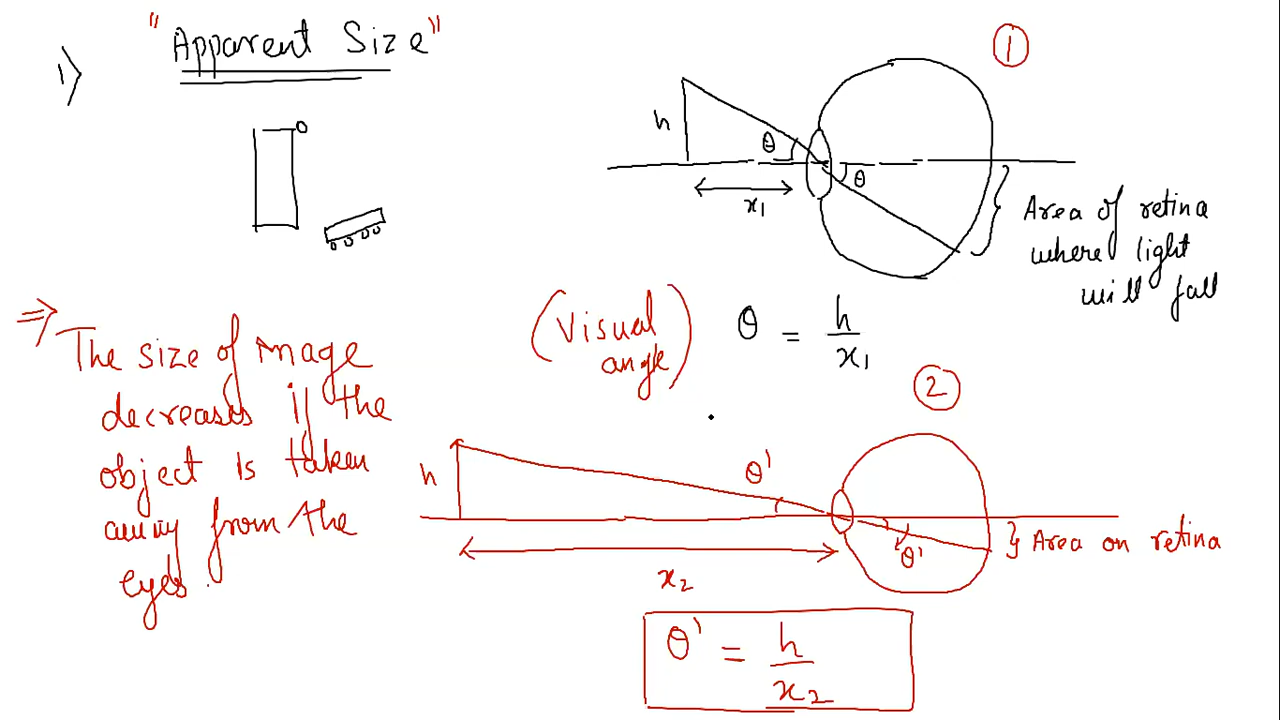 1)
"Apparent Size"
1
h
θ
θ
x₁
Area of retina
where light
will fall
⇒ The size of image
decreases if the
object is taken
away from the
eyes.
(Visual
angle)
θ = h/x₁
2
h
θ'
θ'
x₂
Area on retina
θ' = h/x₂